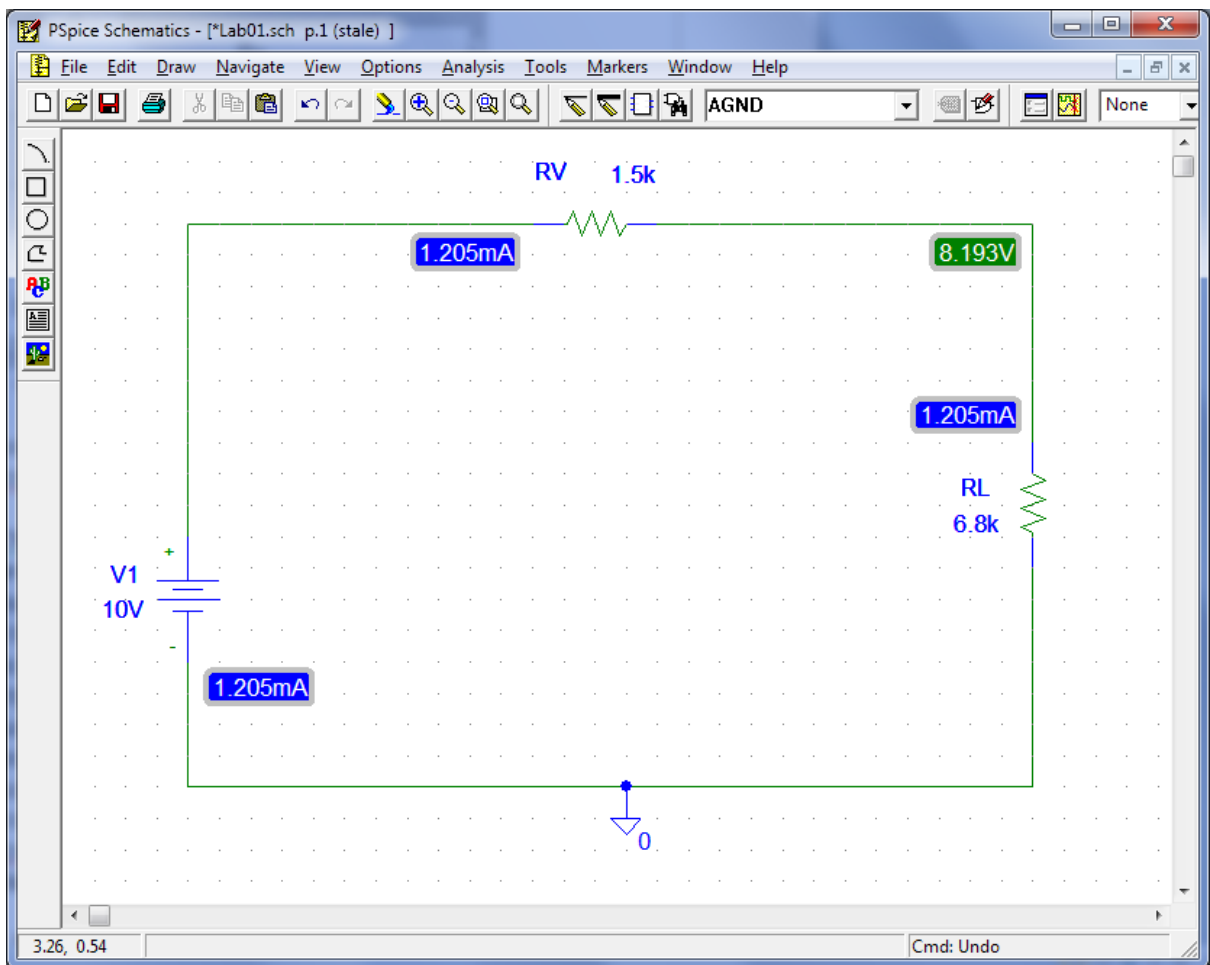 PSpice Schematics - [*Lab01.sch p.1 (stale) ]
File Edit Draw Navigate View Options Analysis Tools Markers Window Help
AGND None
ABC
RV 1.5k
1.205mA 8.193V
1.205mA
RL
6.8k
+
V1
10V
-
1.205mA
0
3.26, 0.54 Cmd: Undo